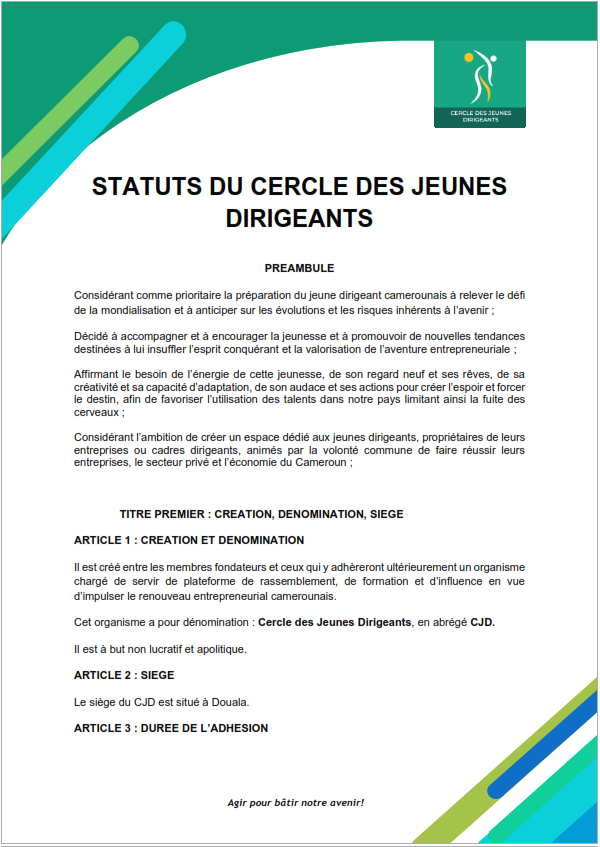 CERCLE DES JEUNES
DIRIGEANTS
STATUTS DU CERCLE DES JEUNES
DIRIGEANTS
PREAMBULE
Considérant comme prioritaire la préparation du jeune dirigeant camerounais à relever le défi
de la mondialisation et à anticiper sur les évolutions et les risques inhérents à l’avenir ;
Décidé à accompagner et à encourager la jeunesse et à promouvoir de nouvelles tendances
destinées à lui insuffler l’esprit conquérant et la valorisation de l’aventure entrepreneuriale ;
Affirmant le besoin de l’énergie de cette jeunesse, de son regard neuf et ses rêves, de sa
créativité et sa capacité d’adaptation, de son audace et ses actions pour créer l’espoir et forcer
le destin, afin de favoriser l’utilisation des talents dans notre pays limitant ainsi la fuite des
cerveaux ;
Considérant l’ambition de créer un espace dédié aux jeunes dirigeants, propriétaires de leurs
entreprises ou cadres dirigeants, animés par la volonté commune de faire réussir leurs
entreprises, le secteur privé et l’économie du Cameroun ;
TITRE PREMIER : CREATION, DENOMINATION, SIEGE
ARTICLE 1 : CREATION ET DENOMINATION
Il est créé entre les membres fondateurs et ceux qui y adhèreront ultérieurement un organisme
chargé de servir de plateforme de rassemblement, de formation et d’influence en vue
d’impulser le renouveau entrepreneurial camerounais.
Cet organisme a pour dénomination : Cercle des Jeunes Dirigeants, en abrégé CJD.
Il est à but non lucratif et apolitique.
ARTICLE 2 : SIEGE
Le siège du CJD est situé à Douala.
ARTICLE 3 : DUREE DE L’ADHESION
Agir pour bâtir notre avenir!